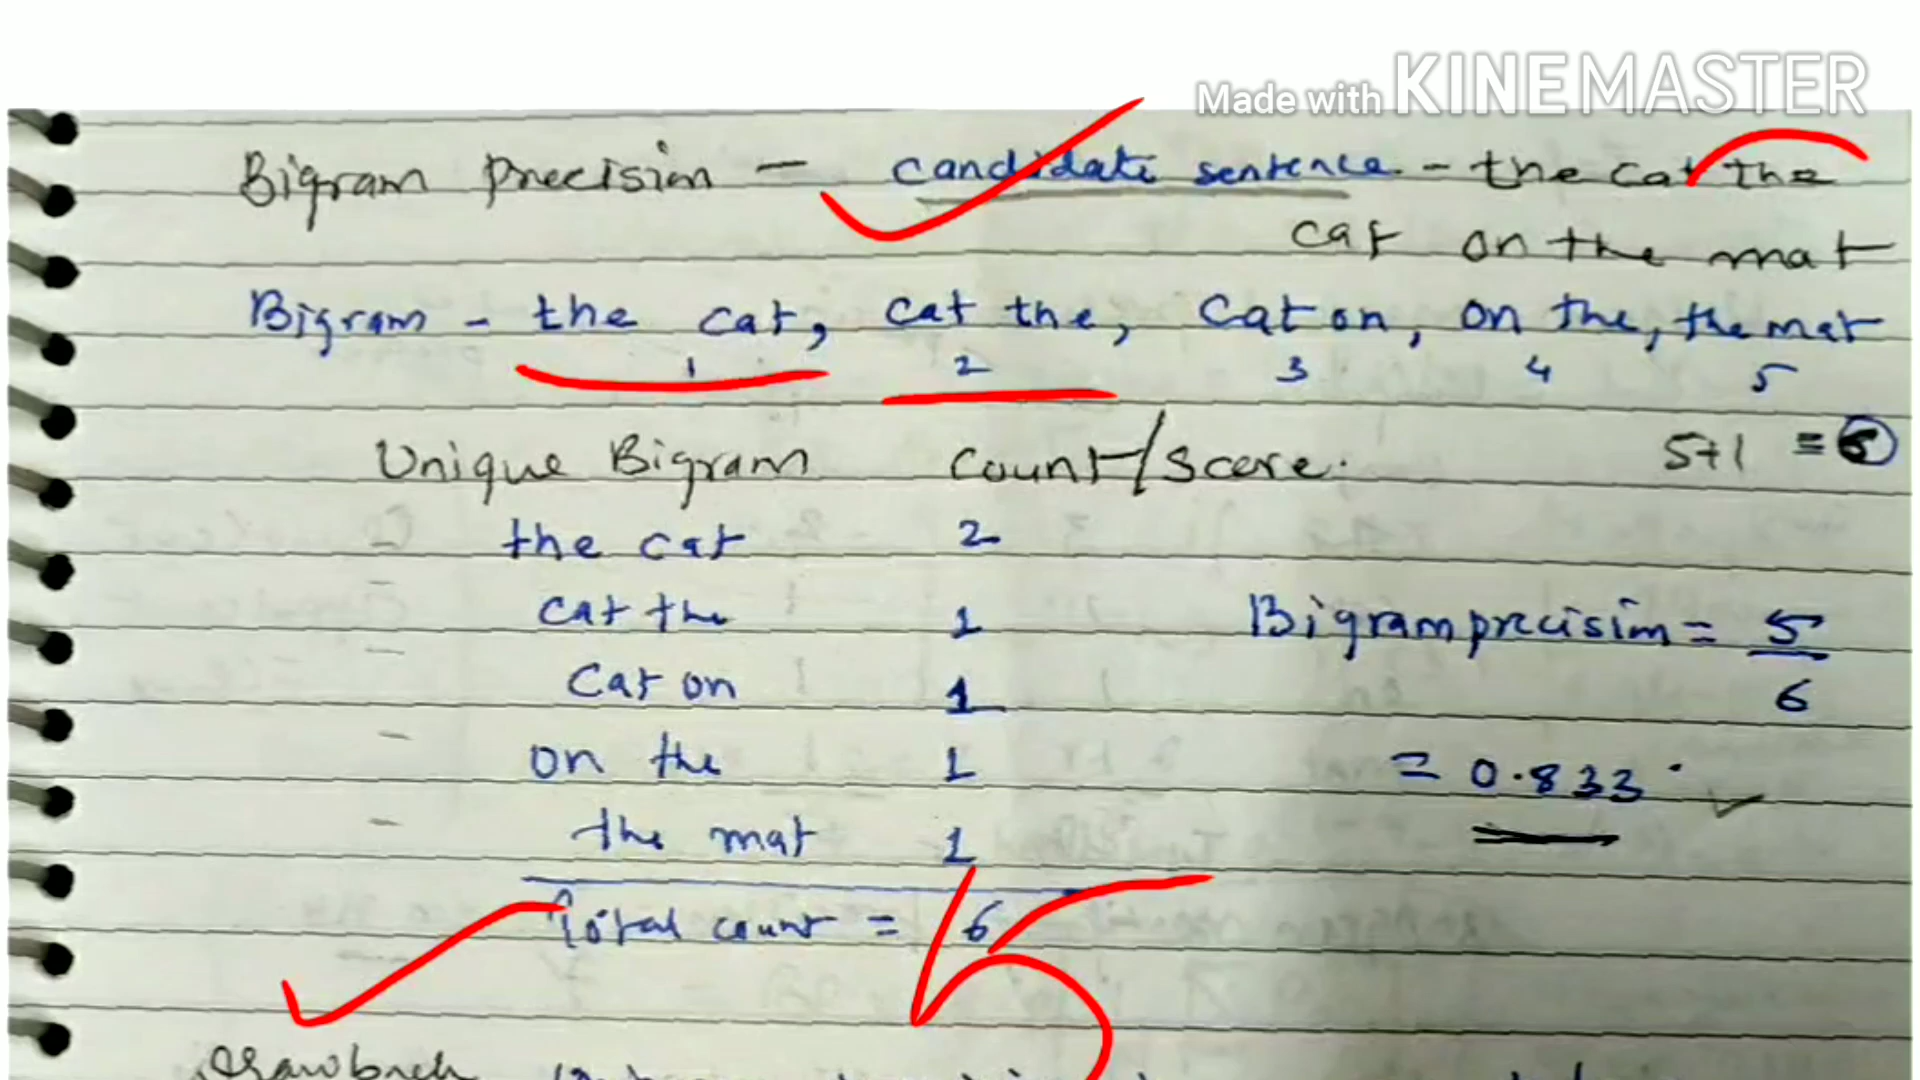 Made with KINEMASTER
Bigram Precision - candidate sentence - the cat the
cat on the mat
Bigram - the cat, cat the, cat on, on the, the mat
1 2 3 4 5
Unique Bigram Count/Score. 5+1 =
the cat 2
cat the 1
cat on 1 Bigram precision = 5
6
on the 1 = 0.833
the mat 1
Total count = 6